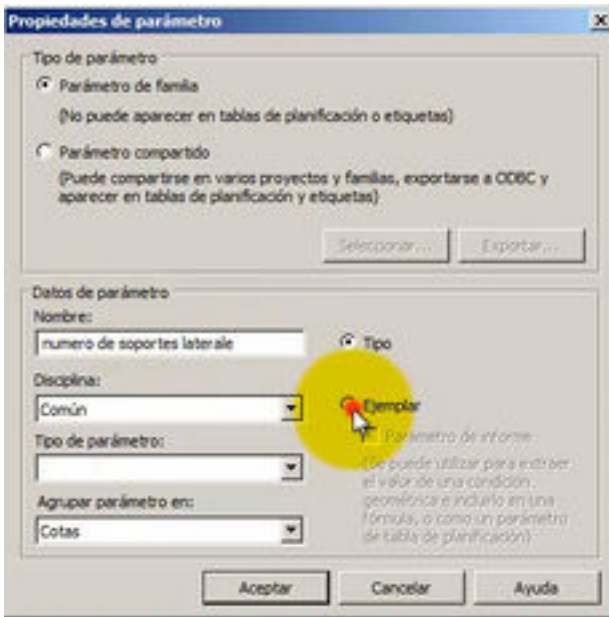 Propiedades de parámetro
Tipo de parámetro
Parámetro de familia
(No puede aparecer en tablas de planificación o etiquetas)
Parámetro compartido
(Puede compartirse en varios proyectos y familias, exportarse a ODBC y
aparecer en tablas de planificación y etiquetas)
Seleccionar... Exportar...
Datos de parámetro
Nombre:
numero de soportes laterale
Tipo
Disciplina:
Común
Ejemplar
Parámetro de informe
Tipo de parámetro:
(Se puede utilizar para extraer
el valor de una condición
geométrica e incluirlo en una
fórmula, o como un parámetro
de tabla de planificación)
Agrupar parámetro en:
Cotas
Aceptar Cancelar Ayuda